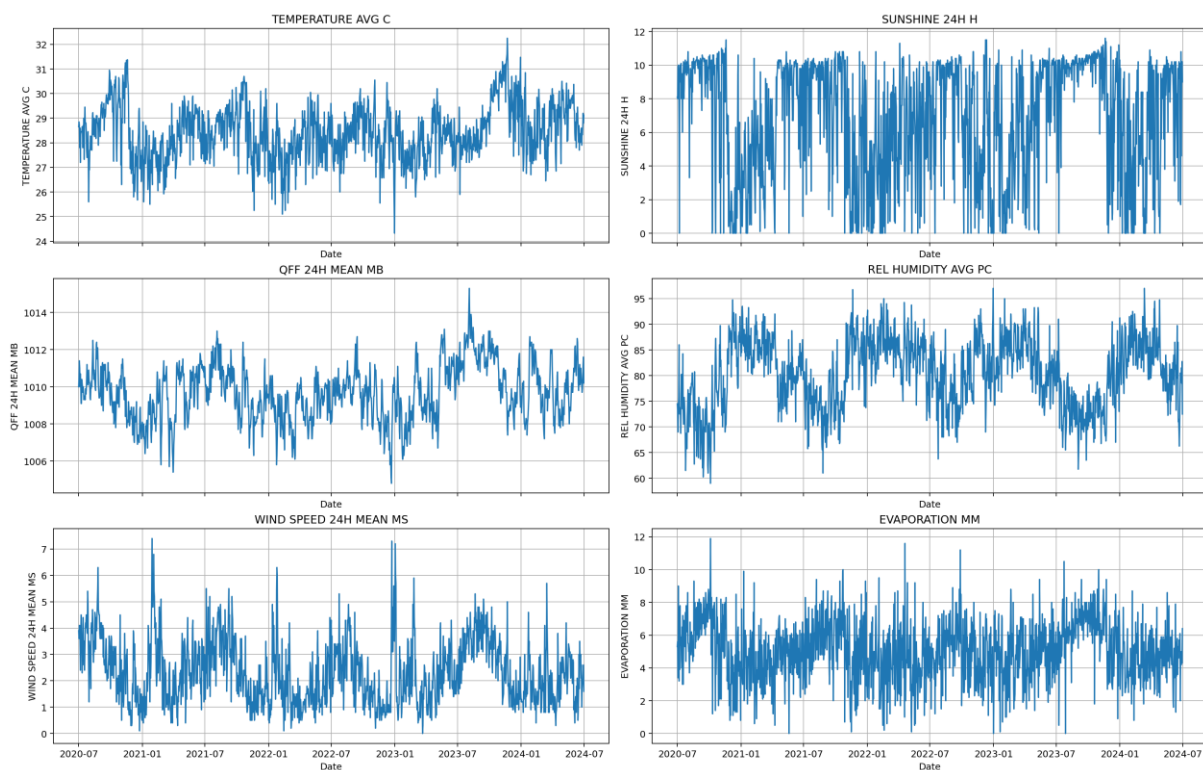 TEMPERATURE AVG C
TEMPERATURE AVG C
32
31
30
29
28
27
26
25
24
Date
SUNSHINE 24H H
SUNSHINE 24H H
12
10
8
6
4
2
0
Date
QFF 24H MEAN MB
QFF 24H MEAN MB
1014
1012
1010
1008
1006
Date
REL HUMIDITY AVG PC
REL HUMIDITY AVG PC
95
90
85
80
75
70
65
60
Date
WIND SPEED 24H MEAN MS
WIND SPEED 24H MEAN MS
7
6
5
4
3
2
1
0
2020-07 2021-01 2021-07 2022-01 2022-07 2023-01 2023-07 2024-01 2024-07
Date
EVAPORATION MM
EVAPORATION MM
12
10
8
6
4
2
0
2020-07 2021-01 2021-07 2022-01 2022-07 2023-01 2023-07 2024-01 2024-07
Date